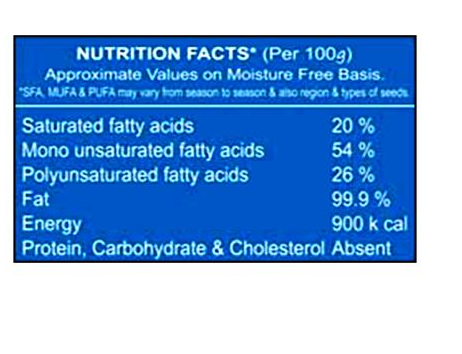 NUTRITION FACTS* (Per 100g)
Approximate Values on Moisture Free Basis.
*SFA, MUFA & PUFA may vary from season to season & also region & types of seeds.
Saturated fatty acids 20 %
Mono unsaturated fatty acids 54 %
Polyunsaturated fatty acids 26 %
Fat 99.9 %
Energy 900 k cal
Protein, Carbohydrate & Cholesterol Absent